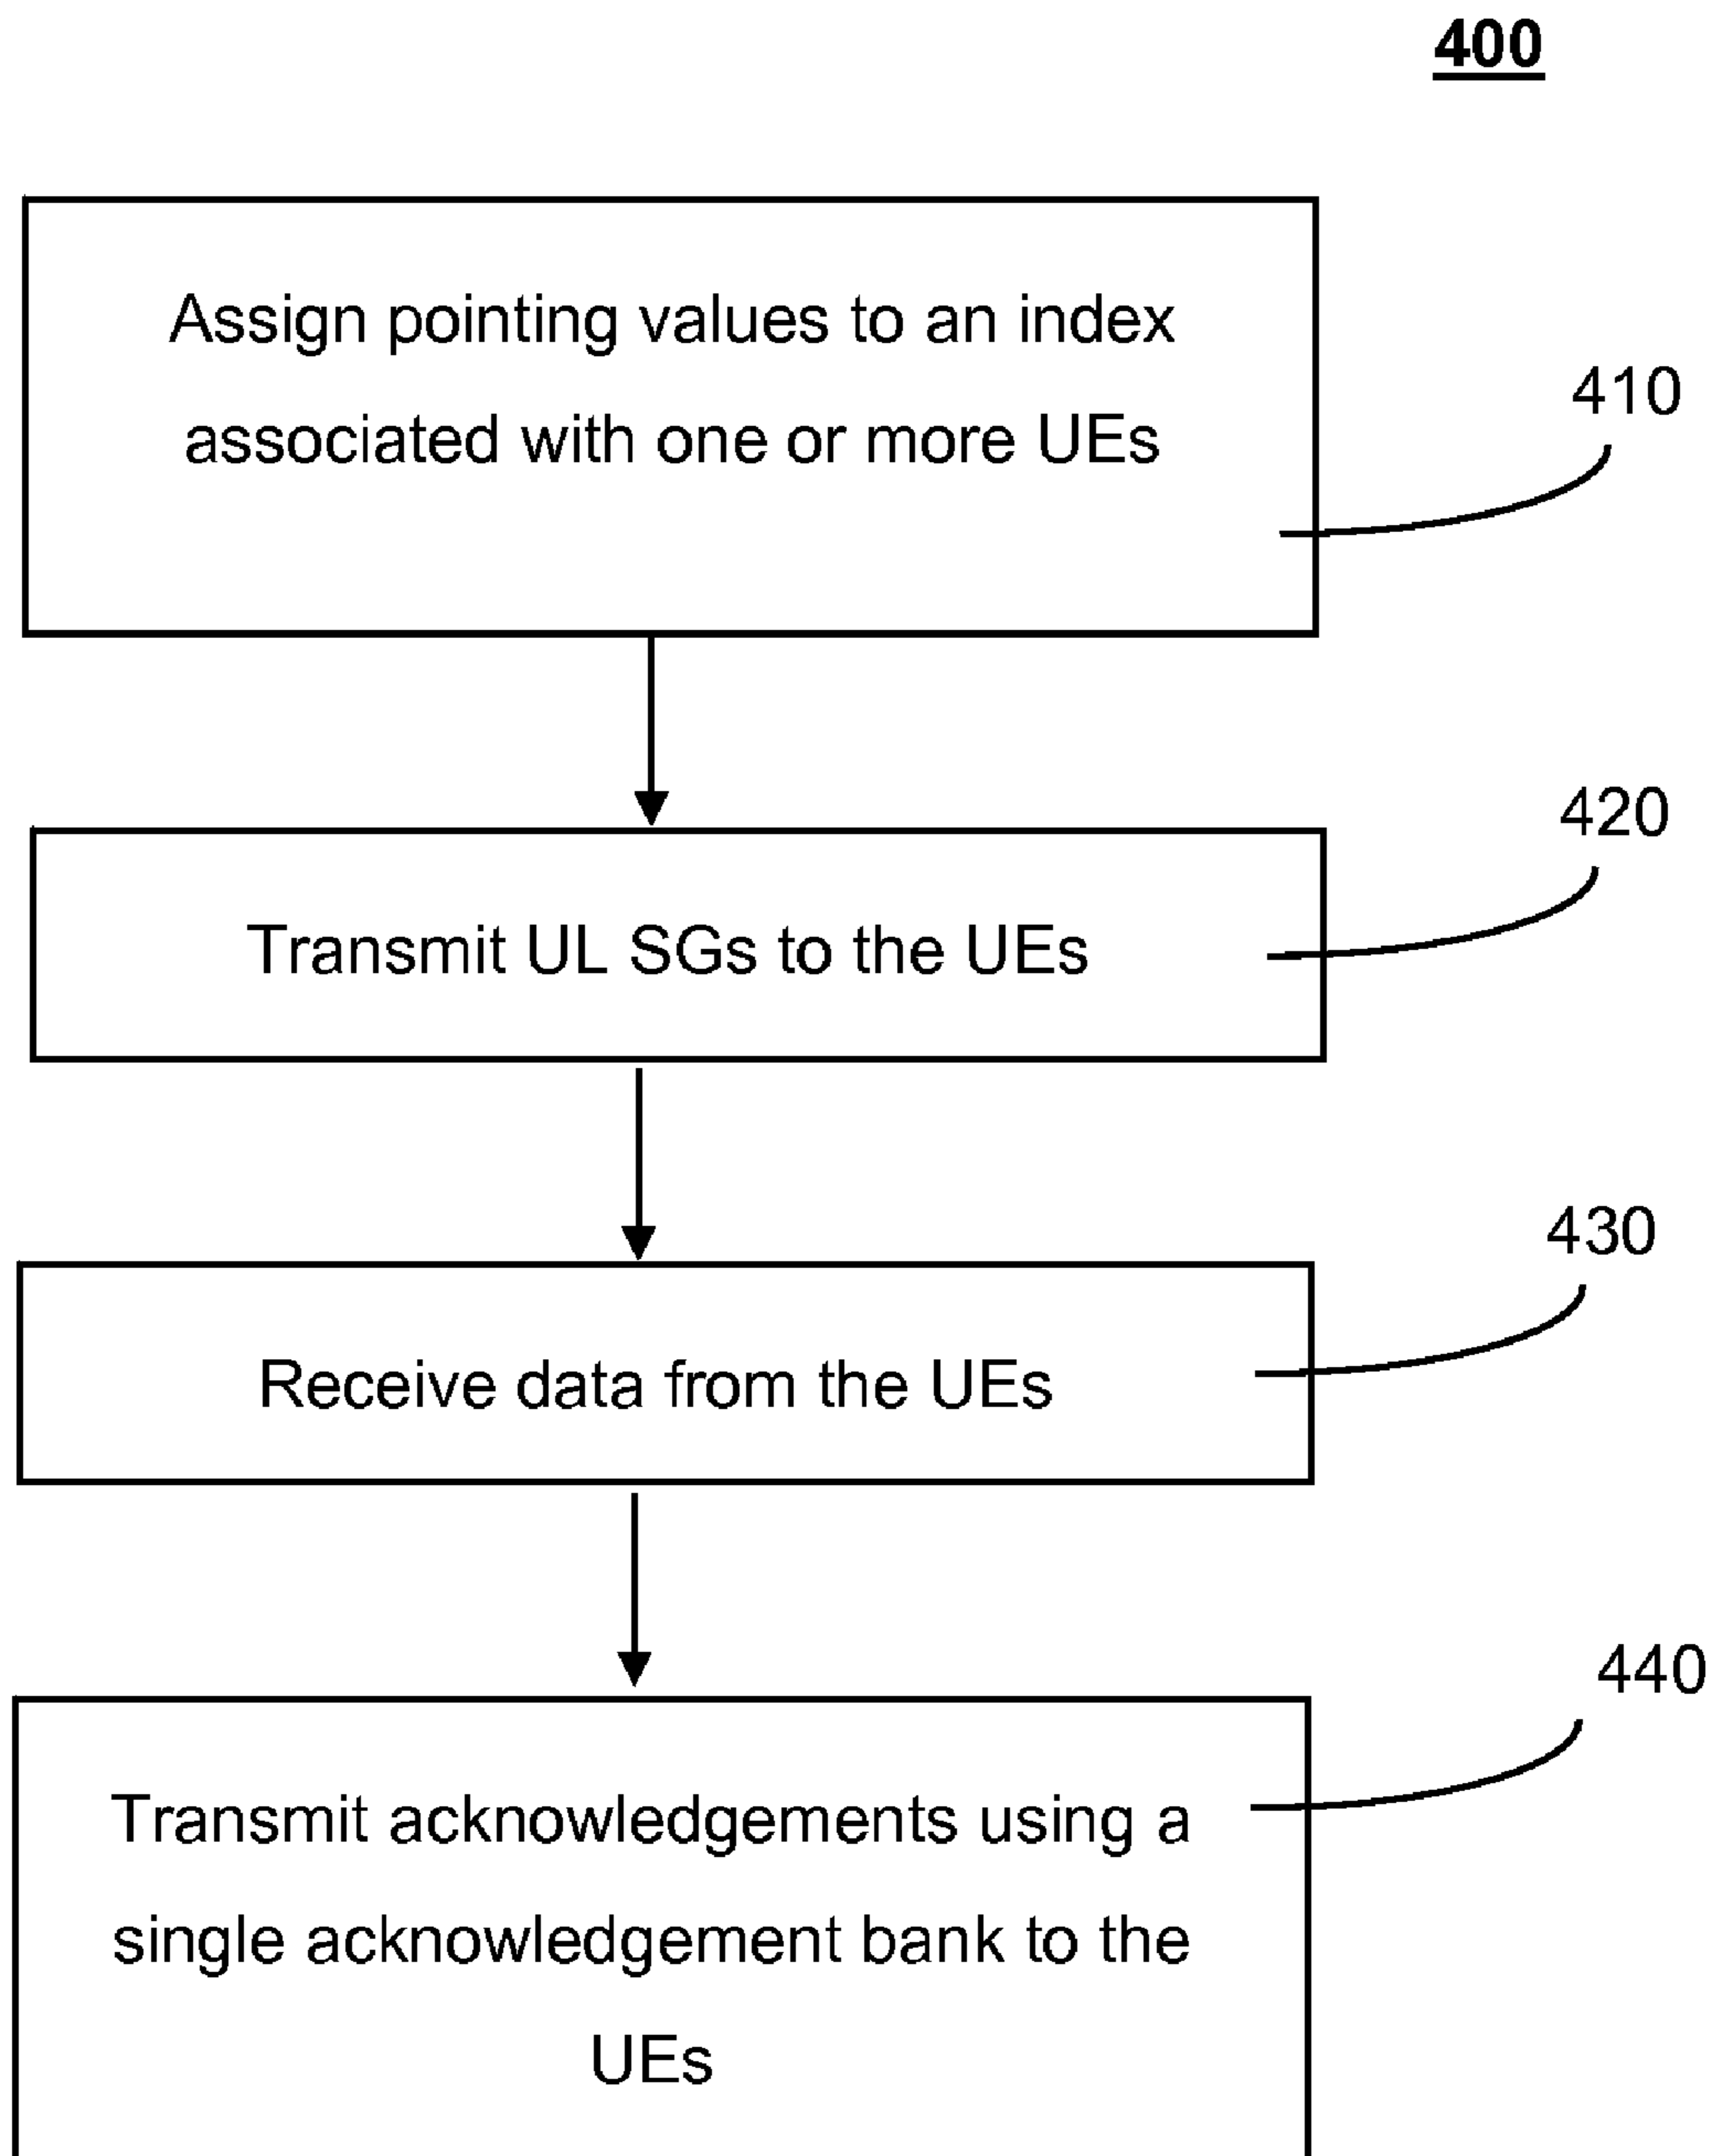 400
Assign pointing values to an index
associated with one or more UEs
410
420
Transmit UL SGs to the UEs
430
Receive data from the UEs
440
Transmit acknowledgements using a
single acknowledgement bank to the
UEs